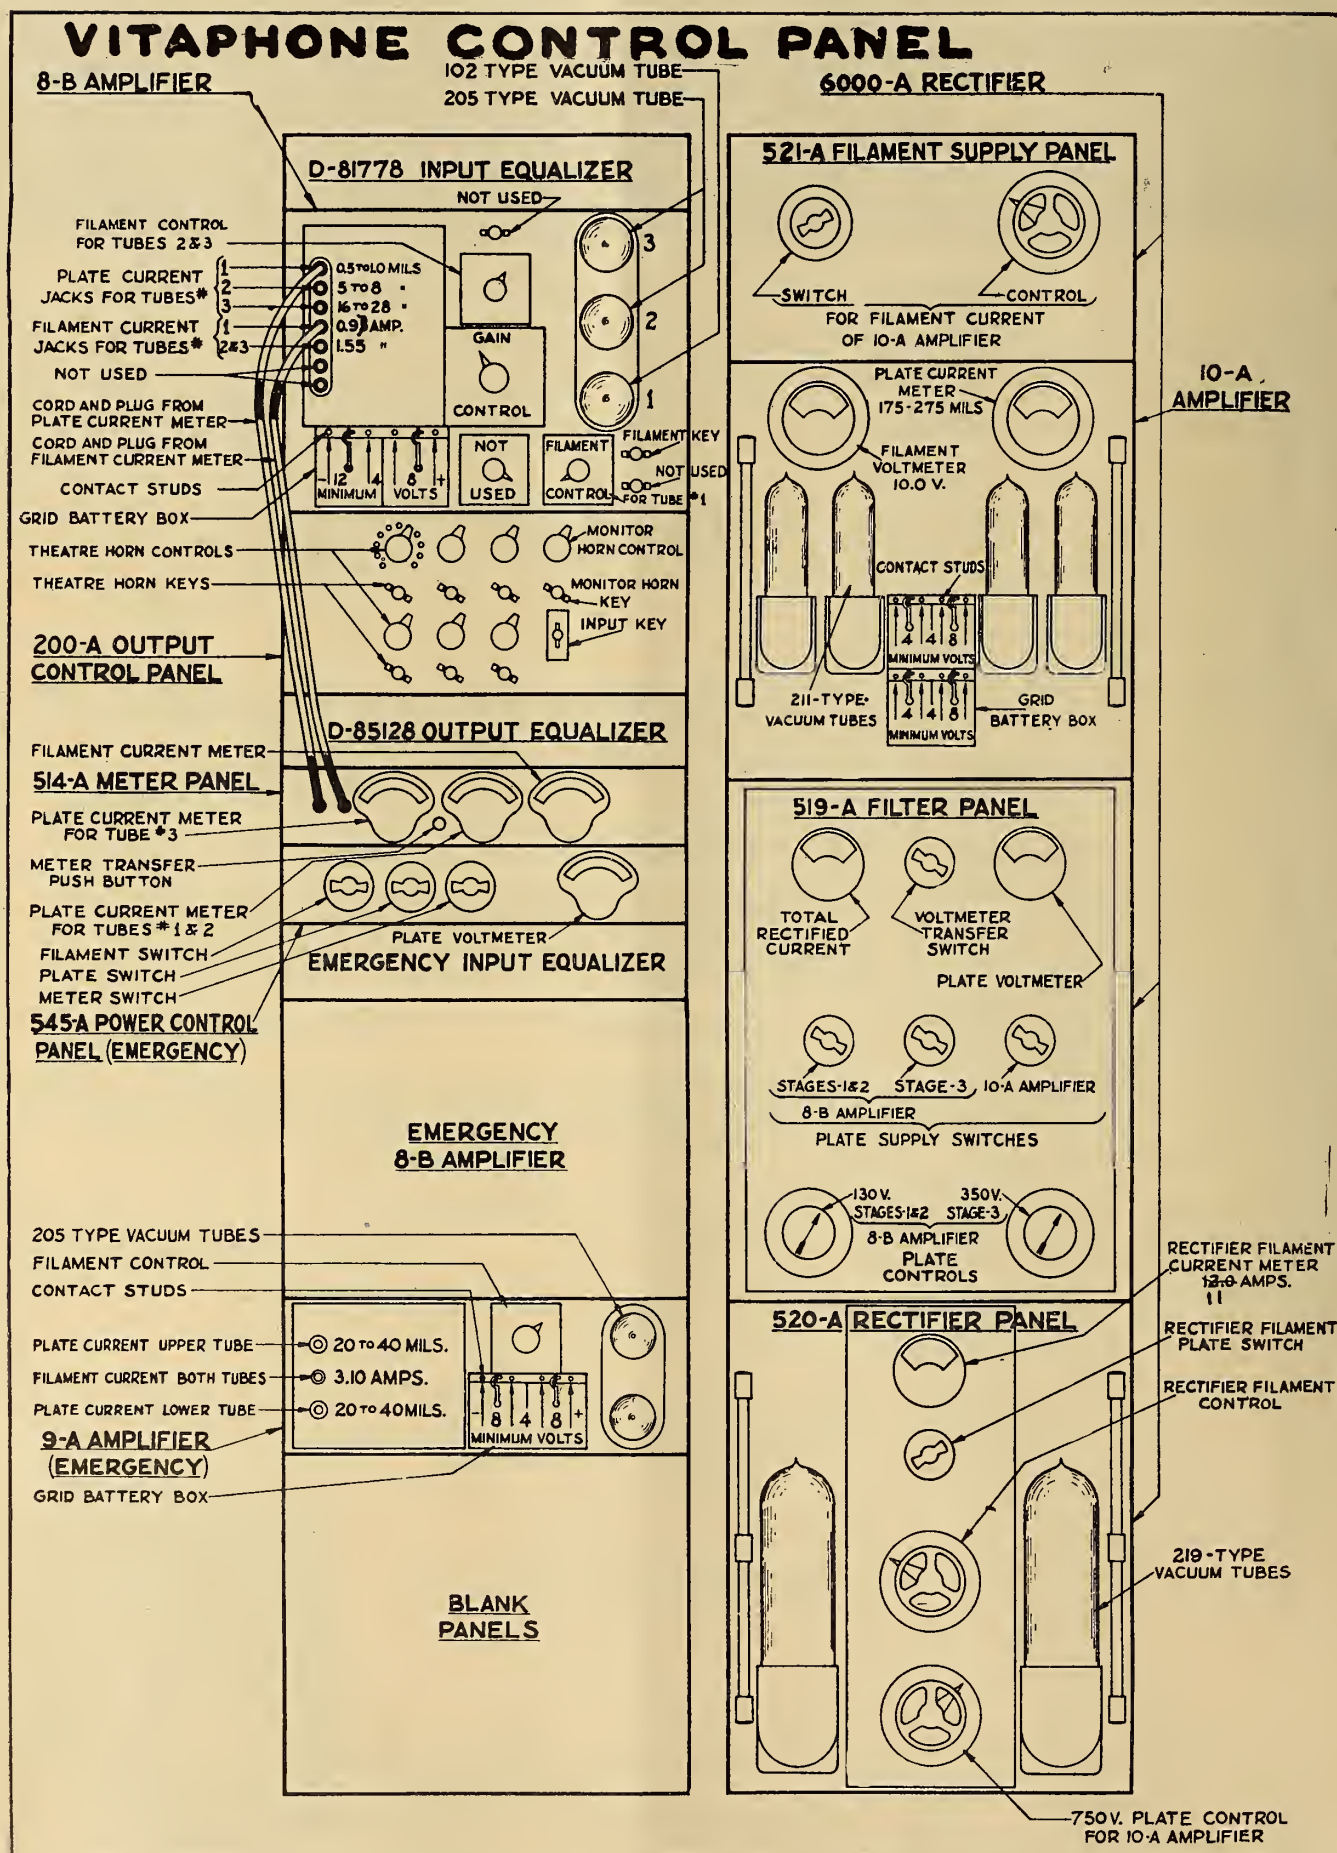 VITAPHONE CONTROL PANEL
8-B AMPLIFIER
102 TYPE VACUUM TUBE
205 TYPE VACUUM TUBE
D-81778 INPUT EQUALIZER
NOT USED
FILAMENT CONTROL
FOR TUBES 2&3
PLATE CURRENT
JACKS FOR TUBES#
1
2
3
FILAMENT CURRENT
JACKS FOR TUBES#
1
2&3
NOT USED
0.5 TO 1.0 MILS
5 TO 8 "
16 TO 28 "
AMP.
1.55 "
GAIN
CONTROL
3
2
1
CORD AND PLUG FROM
PLATE CURRENT METER
CORD AND PLUG FROM
FILAMENT CURRENT METER
CONTACT STUDS
GRID BATTERY BOX
- 12 4 8 +
MINIMUM VOLTS
NOT
USED
FILAMENT
CONTROL
FILAMENT KEY
NOT USED
FOR TUBE #1
THEATRE HORN CONTROLS
MONITOR
HORN CONTROL
THEATRE HORN KEYS
MONITOR HORN
KEY
INPUT KEY
200-A OUTPUT
CONTROL PANEL
D-85128 OUTPUT EQUALIZER
FILAMENT CURRENT METER
514-A METER PANEL
PLATE CURRENT METER
FOR TUBE #3
METER TRANSFER
PUSH BUTTON
PLATE CURRENT METER
FOR TUBES #1&2
FILAMENT SWITCH
PLATE SWITCH
METER SWITCH
PLATE VOLTMETER
EMERGENCY INPUT EQUALIZER
545-A POWER CONTROL
PANEL (EMERGENCY)
EMERGENCY
8-B AMPLIFIER
205 TYPE VACUUM TUBES
FILAMENT CONTROL
CONTACT STUDS
PLATE CURRENT UPPER TUBE
20 TO 40 MILS.
FILAMENT CURRENT BOTH TUBES
3.10 AMPS.
PLATE CURRENT LOWER TUBE
20 TO 40 MILS.
- 8 4 8 +
MINIMUM VOLTS
9-A AMPLIFIER
(EMERGENCY)
GRID BATTERY BOX
BLANK
PANELS
6000-A RECTIFIER
521-A FILAMENT SUPPLY PANEL
SWITCH
CONTROL
FOR FILAMENT CURRENT
OF 10-A AMPLIFIER
PLATE CURRENT
METER
175-275 MILS
10-A
AMPLIFIER
FILAMENT
VOLTMETER
10.0 V.
CONTACT STUDS
4 4 8
MINIMUM VOLTS
4 4 8
MINIMUM VOLTS
211-TYPE-
VACUUM TUBES
GRID
BATTERY BOX
519-A FILTER PANEL
TOTAL
RECTIFIED
CURRENT
VOLTMETER
TRANSFER
SWITCH
PLATE VOLTMETER
STAGES-1&2
STAGE-3
10-A AMPLIFIER
8-B AMPLIFIER
PLATE SUPPLY SWITCHES
130V.
STAGES-1&2
350V.
STAGE-3
8-B AMPLIFIER
PLATE
CONTROLS
RECTIFIER FILAMENT
CURRENT METER
12.0 AMPS.
11
520-A RECTIFIER PANEL
RECTIFIER FILAMENT
PLATE SWITCH
RECTIFIER FILAMENT
CONTROL
219-TYPE
VACUUM TUBES
750V. PLATE CONTROL
FOR 10-A AMPLIFIER